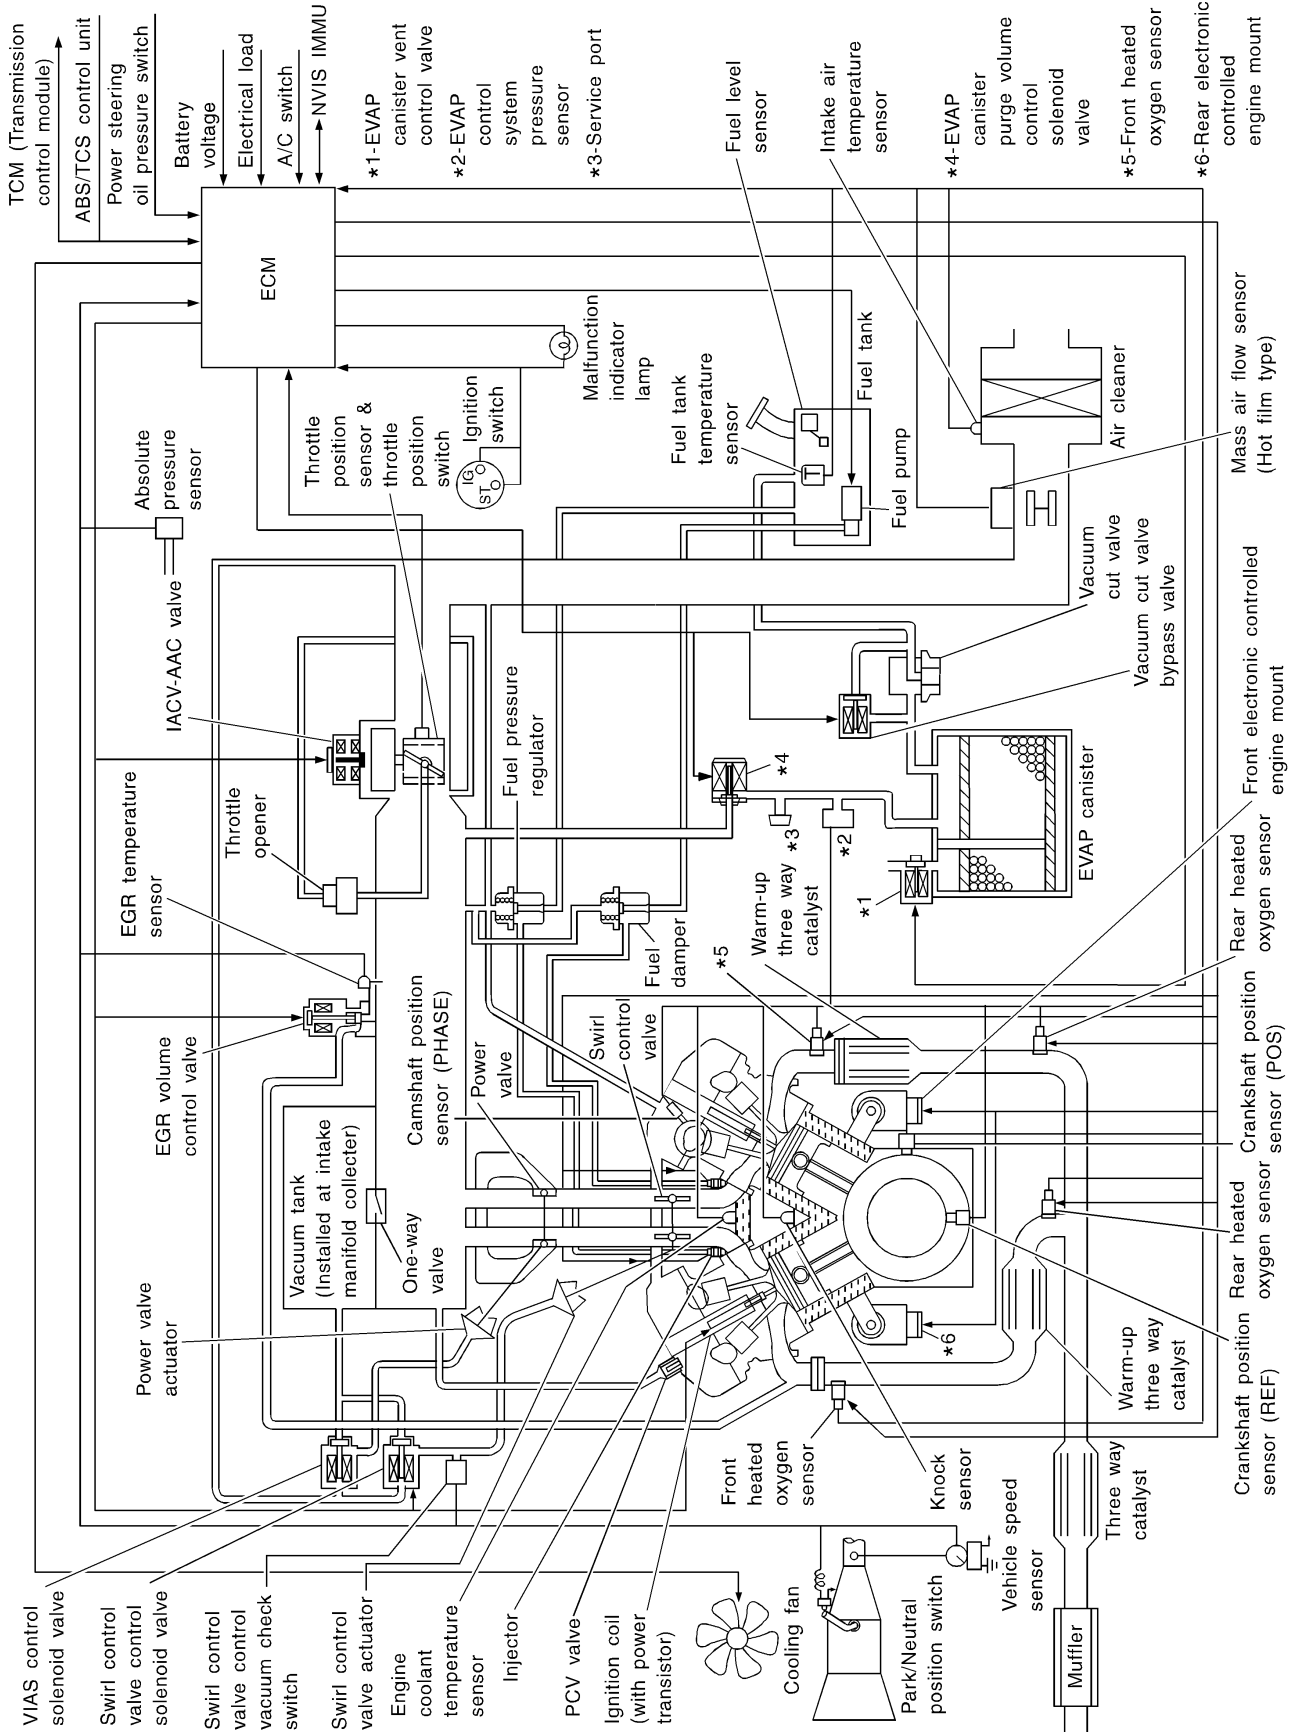 TCM (Transmission
control module)
ABS/TCS control unit
Power steering
oil pressure switch
Battery
voltage
Electrical load
A/C switch
NVIS IMMU
*1-EVAP
canister vent
control valve
*2-EVAP
control
system
pressure
sensor
*3-Service port
Fuel level
sensor
Intake air
temperature
sensor
*4-EVAP
canister
purge volume
control
solenoid
valve
*5-Front heated
oxygen sensor
*6-Rear electronic
controlled
engine mount
ECM
Absolute
pressure
sensor
Throttle
position
sensor &
throttle
position
switch
Ignition
switch
IG
ST
Malfunction
indicator
lamp
Fuel tank
temperature
sensor
Fuel tank
Fuel pump
Air cleaner
Mass air flow sensor
(Hot film type)
IACV-AAC valve
Throttle
opener
EGR temperature
sensor
Fuel pressure
regulator
*4
*3
*2
*1
Vacuum
cut valve
Vacuum cut valve
bypass valve
EVAP canister
Front electronic controlled
engine mount
Rear heated
oxygen sensor
EGR volume
control valve
Camshaft position
sensor (PHASE)
Power
valve
Swirl
control
valve
Fuel
damper
*5
Warm-up
three way
catalyst
Crankshaft position
sensor (POS)
Vacuum tank
(Installed at intake
manifold collecter)
One-way
valve
Power valve
actuator
*6
Rear heated
oxygen sensor
Warm-up
three way
catalyst
Crankshaft position
sensor (REF)
Front
heated
oxygen
sensor
Knock
sensor
Three way
catalyst
VIAS control
solenoid valve
Swirl control
valve control
solenoid valve
Swirl control
valve control
vacuum check
switch
Swirl control
valve actuator
Engine
coolant
temperature
sensor
Injector
PCV valve
Ignition coil
(with power
transistor)
Cooling fan
Park/Neutral
position switch
Vehicle speed
sensor
Muffler